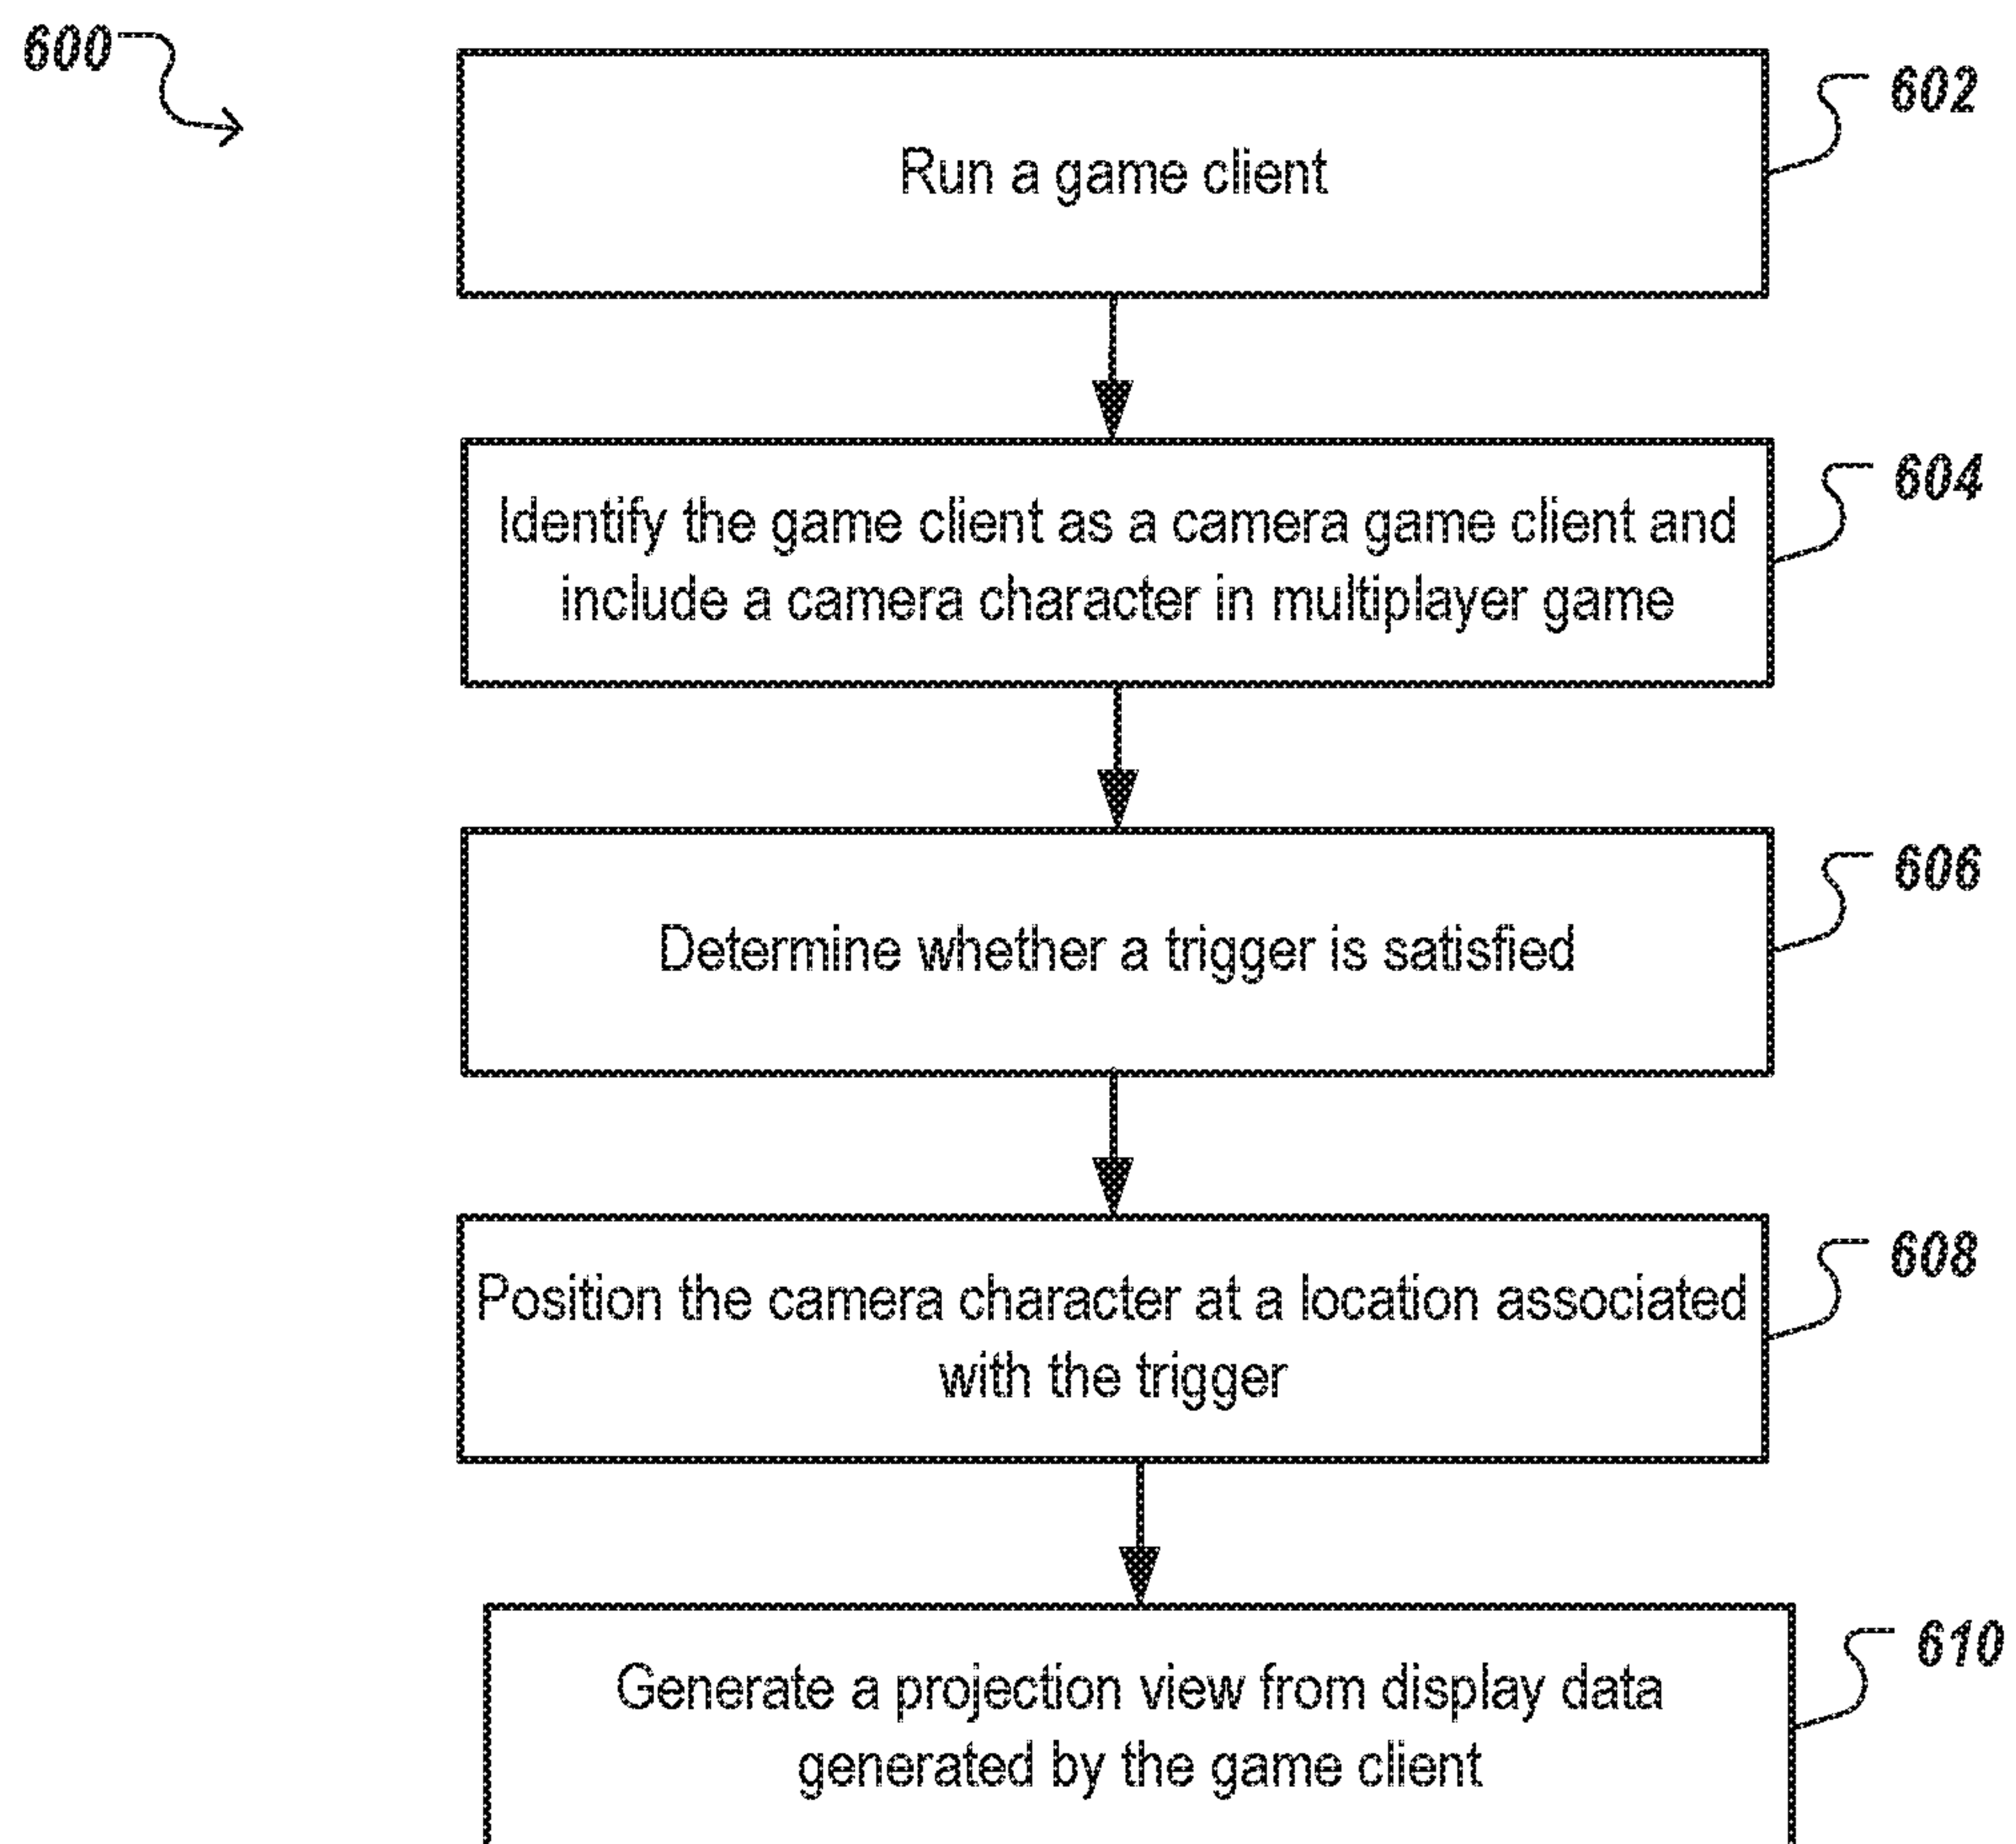 600
602
Run a game client
604
Identify the game client as a camera game client and
include a camera character in multiplayer game
606
Determine whether a trigger is satisfied
608
Position the camera character at a location associated
with the trigger
610
Generate a projection view from display data
generated by the game client